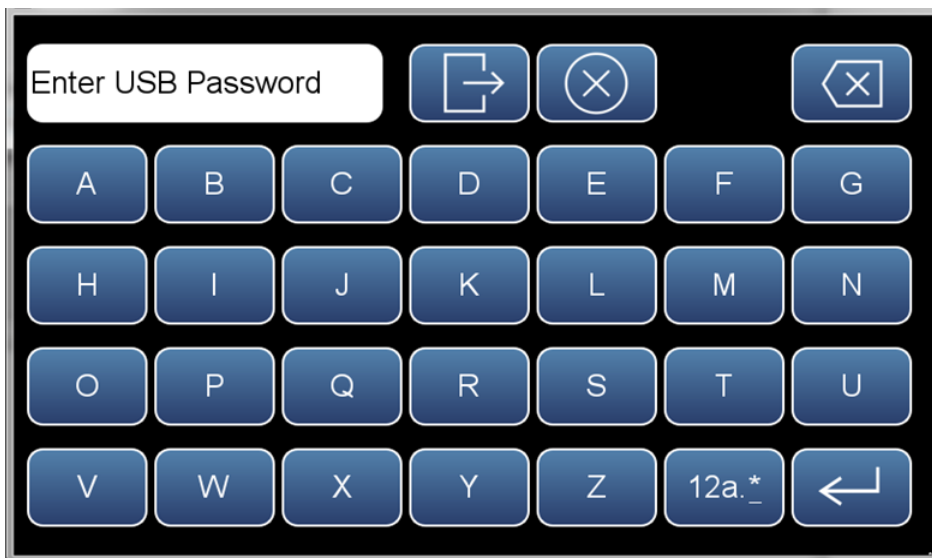 Enter USB Password
A B C D E F G
H I J K L M N
O P Q R S T U
V W X Y Z 12a.*_